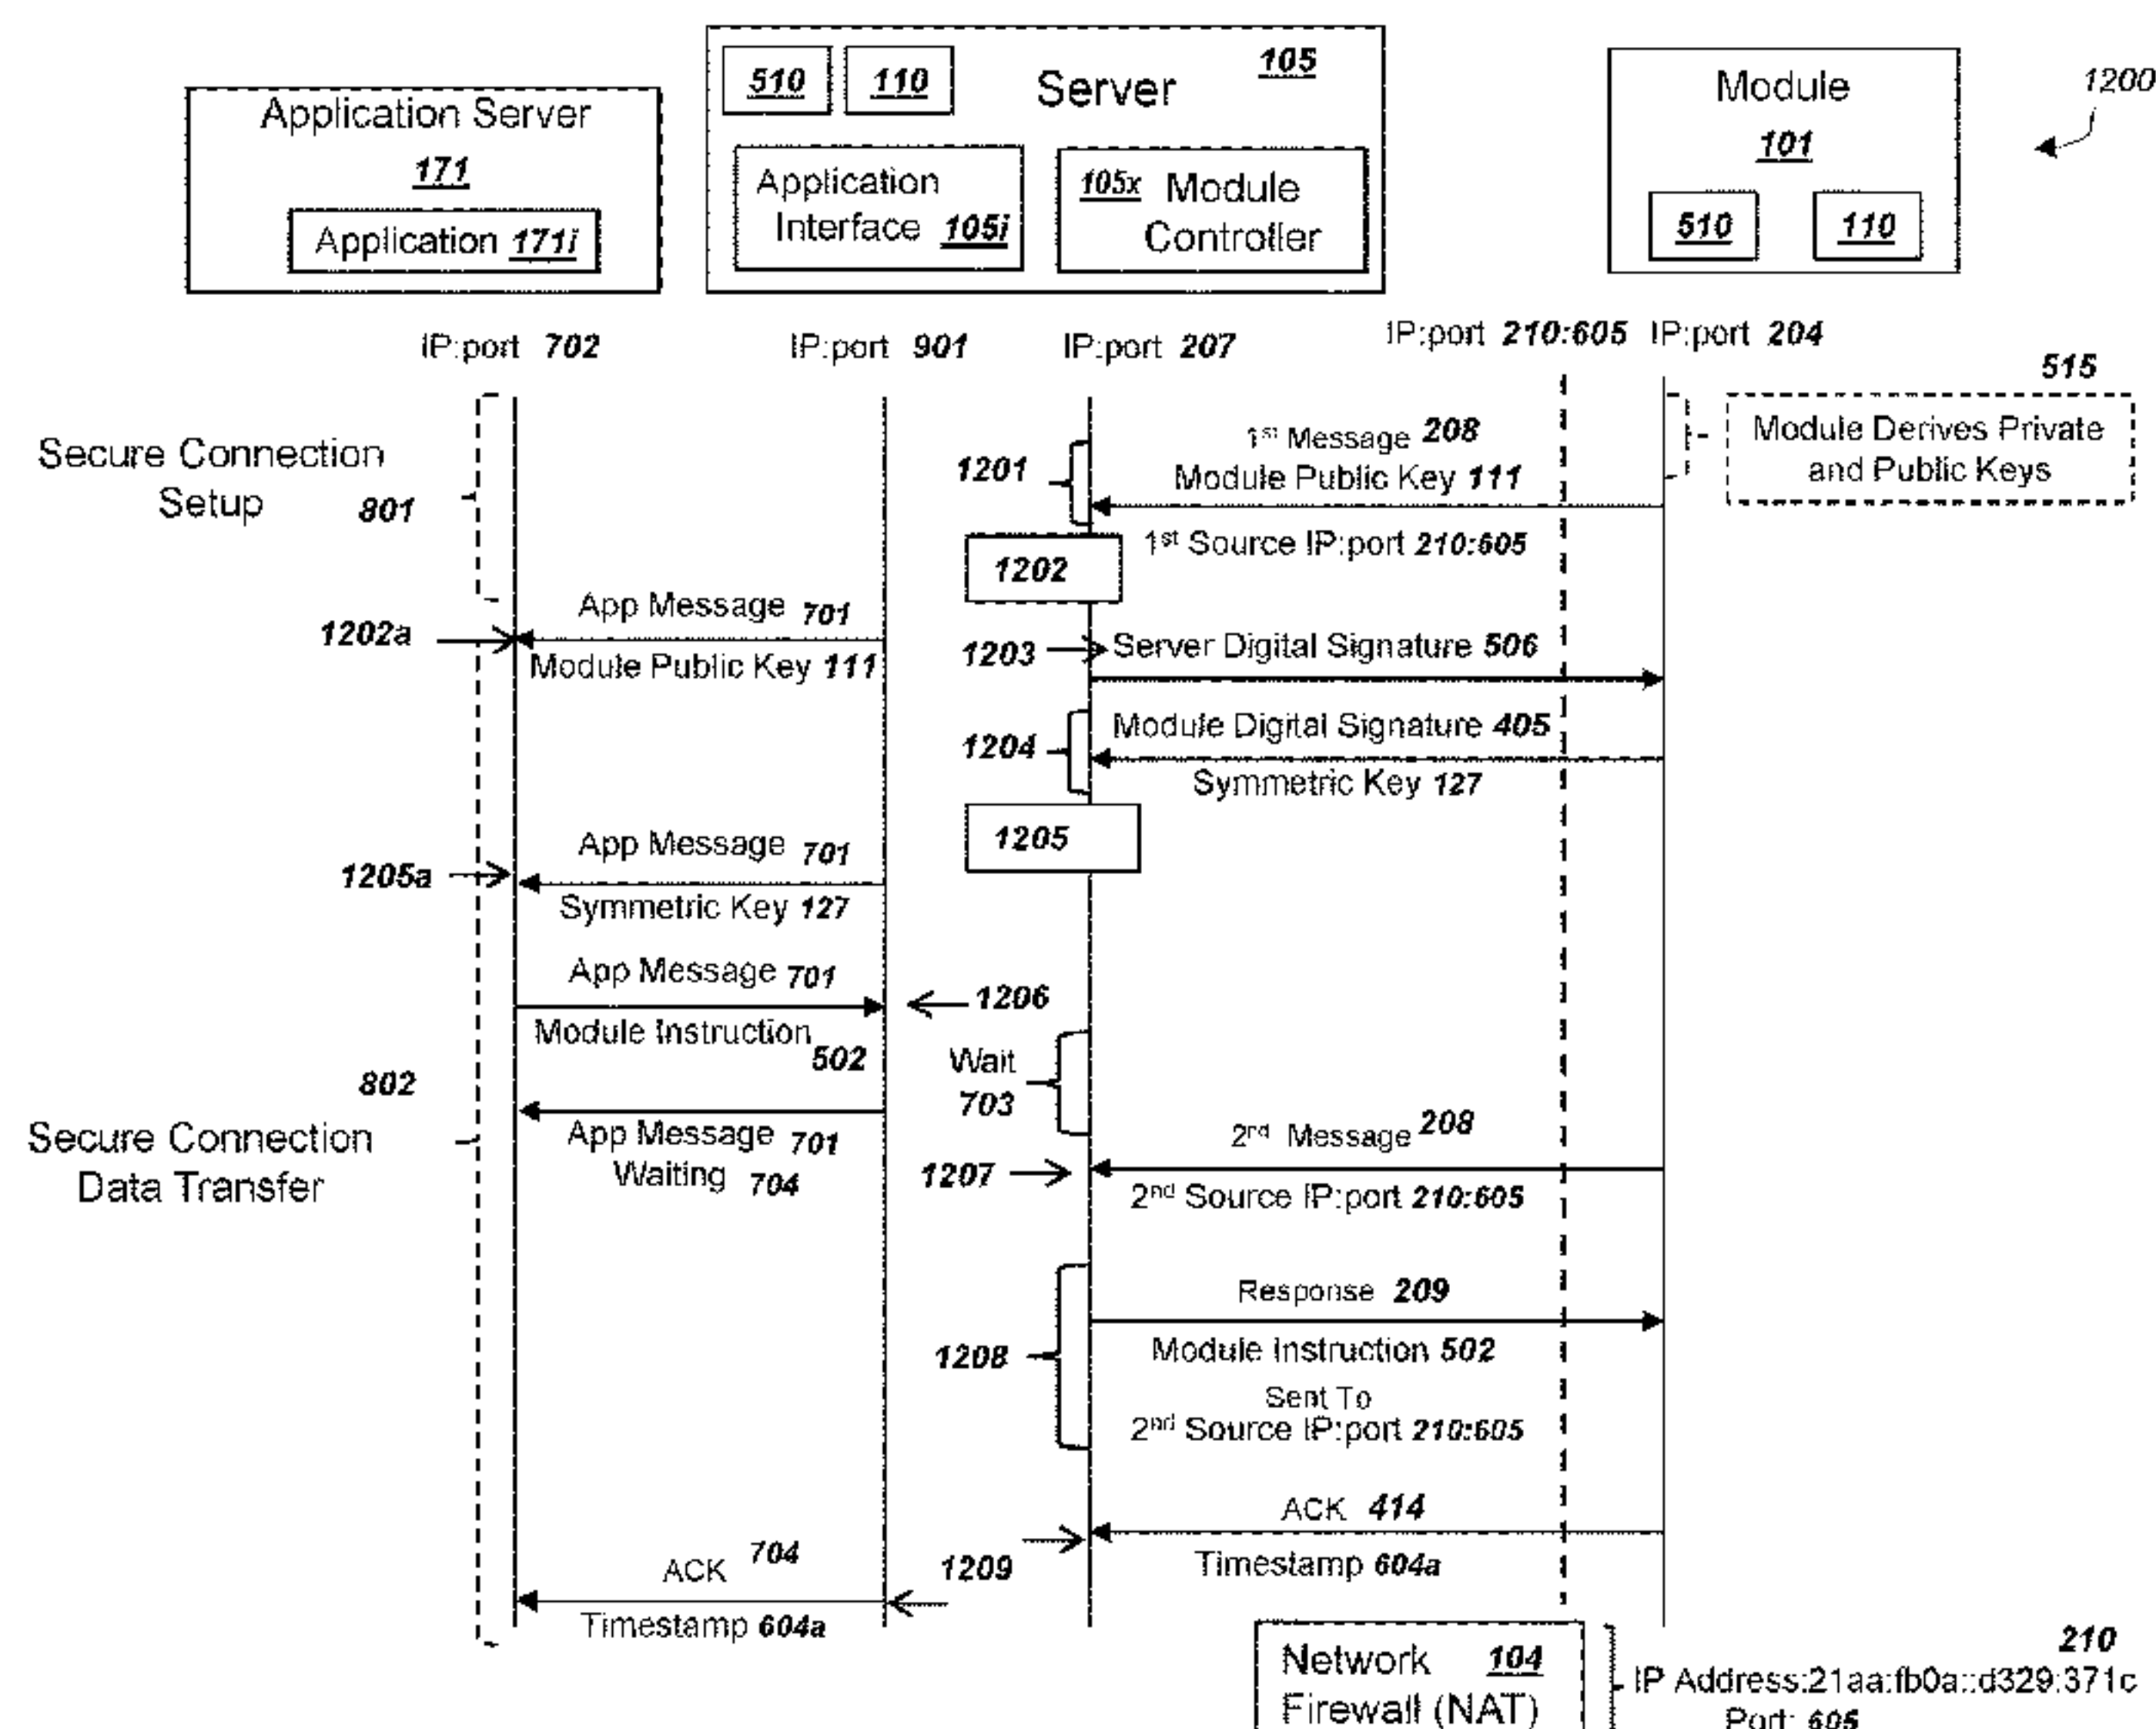 1200
Application Server
171
Application 171i
510 110 Server 105
Application
Interface 105i
105x Module
Controller
Module
101
510 110
IP:port 702
IP:port 901
IP:port 207
IP:port 210:605
IP:port 204
515
Module Derives Private
and Public Keys
Secure Connection
Setup 801
1201
1st Message 208
Module Public Key 111
1st Source IP:port 210:605
1202
1202a
App Message 701
Module Public Key 111
1203
Server Digital Signature 506
1204
Module Digital Signature 405
Symmetric Key 127
1205
1205a
App Message 701
Symmetric Key 127
App Message 701
Module Instruction
502
1206
802
Secure Connection
Data Transfer
Wait
703
App Message 701
Waiting 704
1207
2nd Message 208
2nd Source IP:port 210:605
1208
Response 209
Module Instruction 502
Sent To
2nd Source IP:port 210:605
1209
ACK 414
Timestamp 604a
ACK 704
Timestamp 604a
Network 104
Firewall (NAT)
210
IP Address:21aa:fb0a::d329:371c
Port: 605